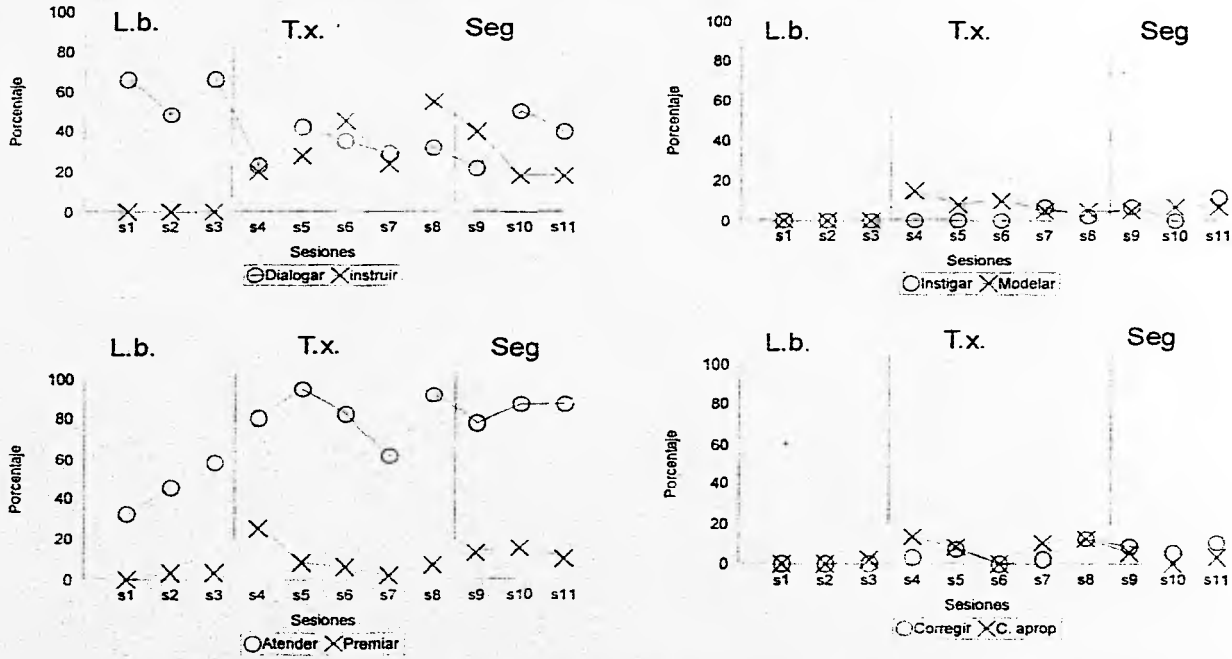 L.b. T.x. Seg
100
80
60
40
20
0
Porcentaje
s1 s2 s3 s4 s5 s6 s7 s8 s9 s10 s11
Sesiones
Dialogar instruir
L.b. T.x. Seg
100
80
60
40
20
0
Porcentaje
s1 s2 s3 s4 s5 s6 s7 s8 s9 s10 s11
Sesiones
Instigar Modelar
L.b. T.x. Seg
100
80
60
40
20
0
Porcentaje
s1 s2 s3 s4 s5 s6 s7 s8 s9 s10 s11
Sesiones
Atender Premiar
L.b. T.x. Seg
100
80
60
40
20
0
Porcentaje
s1 s2 s3 s4 s5 s6 s7 s8 s9 s10 s11
Sesiones
Corregir C. aprop